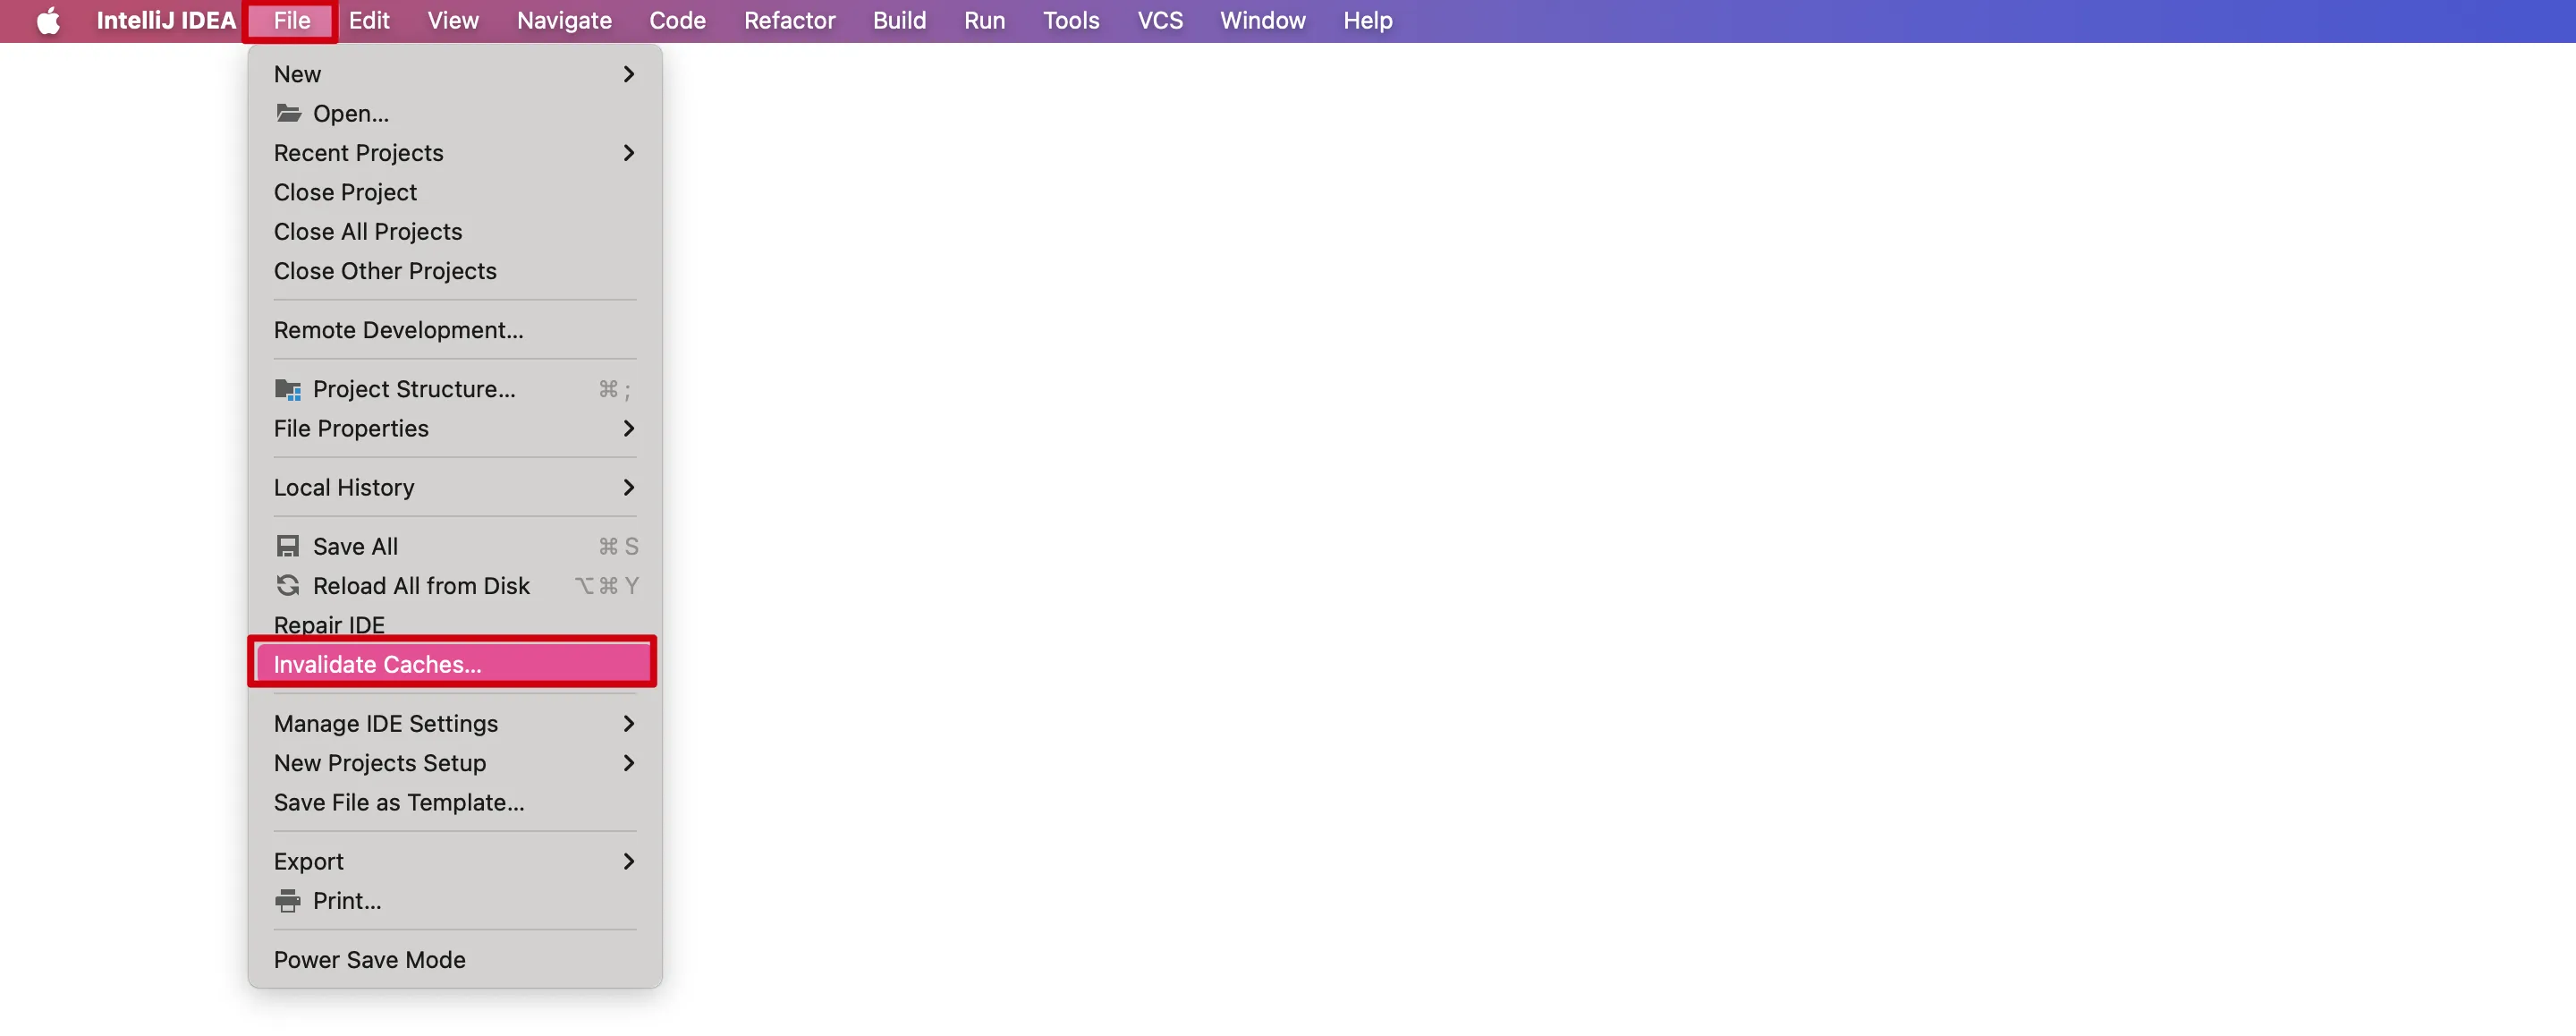 IntelliJ IDEA File Edit View Navigate Code Refactor Build Run Tools VCS Window Help
New
Open...
Recent Projects
Close Project
Close All Projects
Close Other Projects
Remote Development...
Project Structure... ⌘ ;
File Properties
Local History
Save All ⌘ S
Reload All from Disk ⌥⌘ Y
Repair IDE
Invalidate Caches...
Manage IDE Settings
New Projects Setup
Save File as Template...
Export
Print...
Power Save Mode